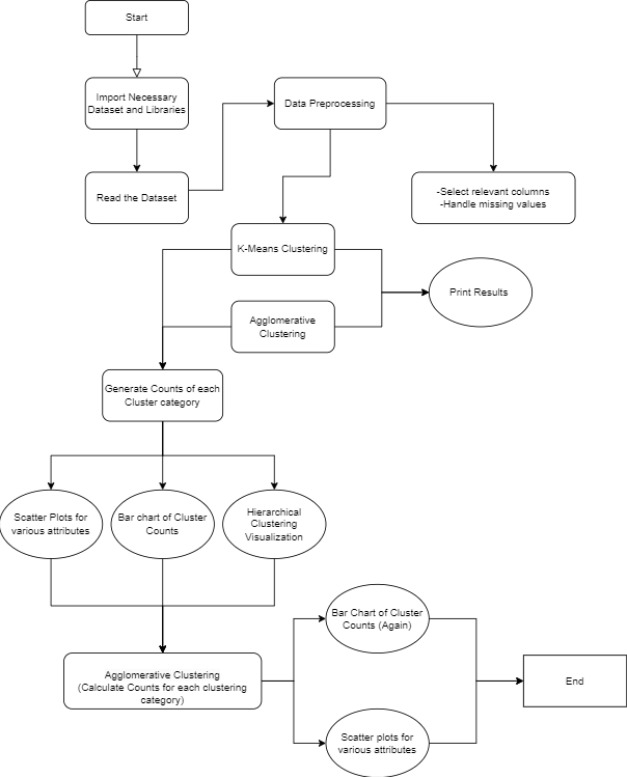 Start
Import Necessary
Dataset and Libraries
Data Preprocessing
Read the Dataset
-Select relevant columns
-Handle missing values
K-Means Clustering
Print Results
Agglomerative
Clustering
Generate Counts of each
Cluster category
Scatter Plots for
various attributes
Bar chart of Cluster
Counts
Hierarchical
Clustering
Visualization
Bar Chart of Cluster
Counts (Again)
Agglomerative Clustering
(Calculate Counts for each clustering
category)
End
Scatter plots for
various attributes